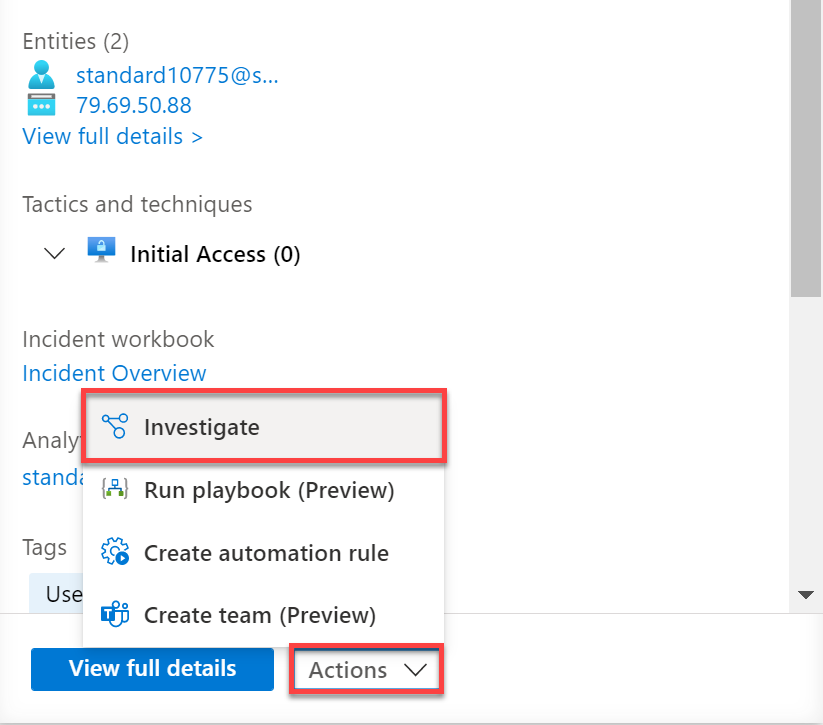 Entities (2)
standard10775@s...
79.69.50.88
View full details >
Tactics and techniques
Initial Access (0)
Incident workbook
Incident Overview
Investigate
Analy
standa
Run playbook (Preview)
Create automation rule
Tags
Use
Create team (Preview)
View full details
Actions